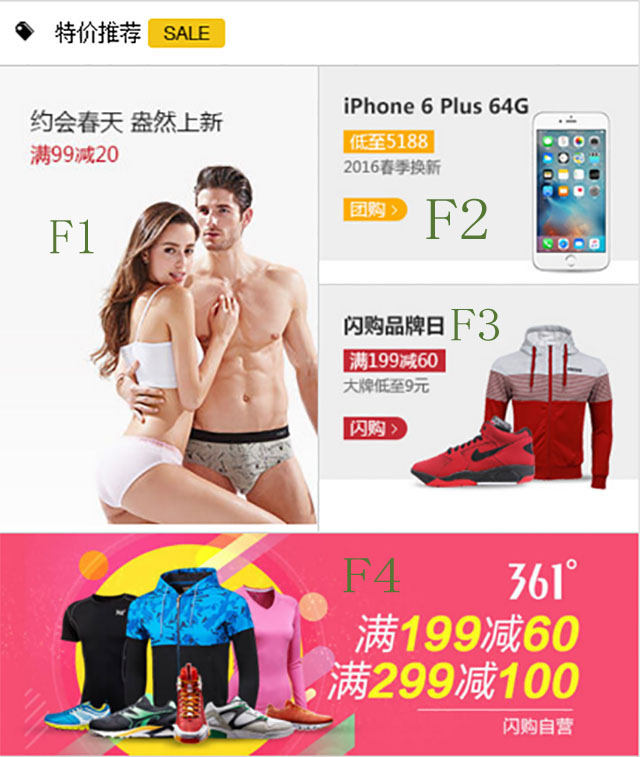 特价推荐 SALE
约会春天 盎然上新
满99减20
F1
iPhone 6 Plus 64G
低至5188
2016春季换新
团购 >
F2
闪购品牌日
F3
满199减60
大牌低至9元
闪购 >
F4
361°
满199减60
满299减100
闪购自营